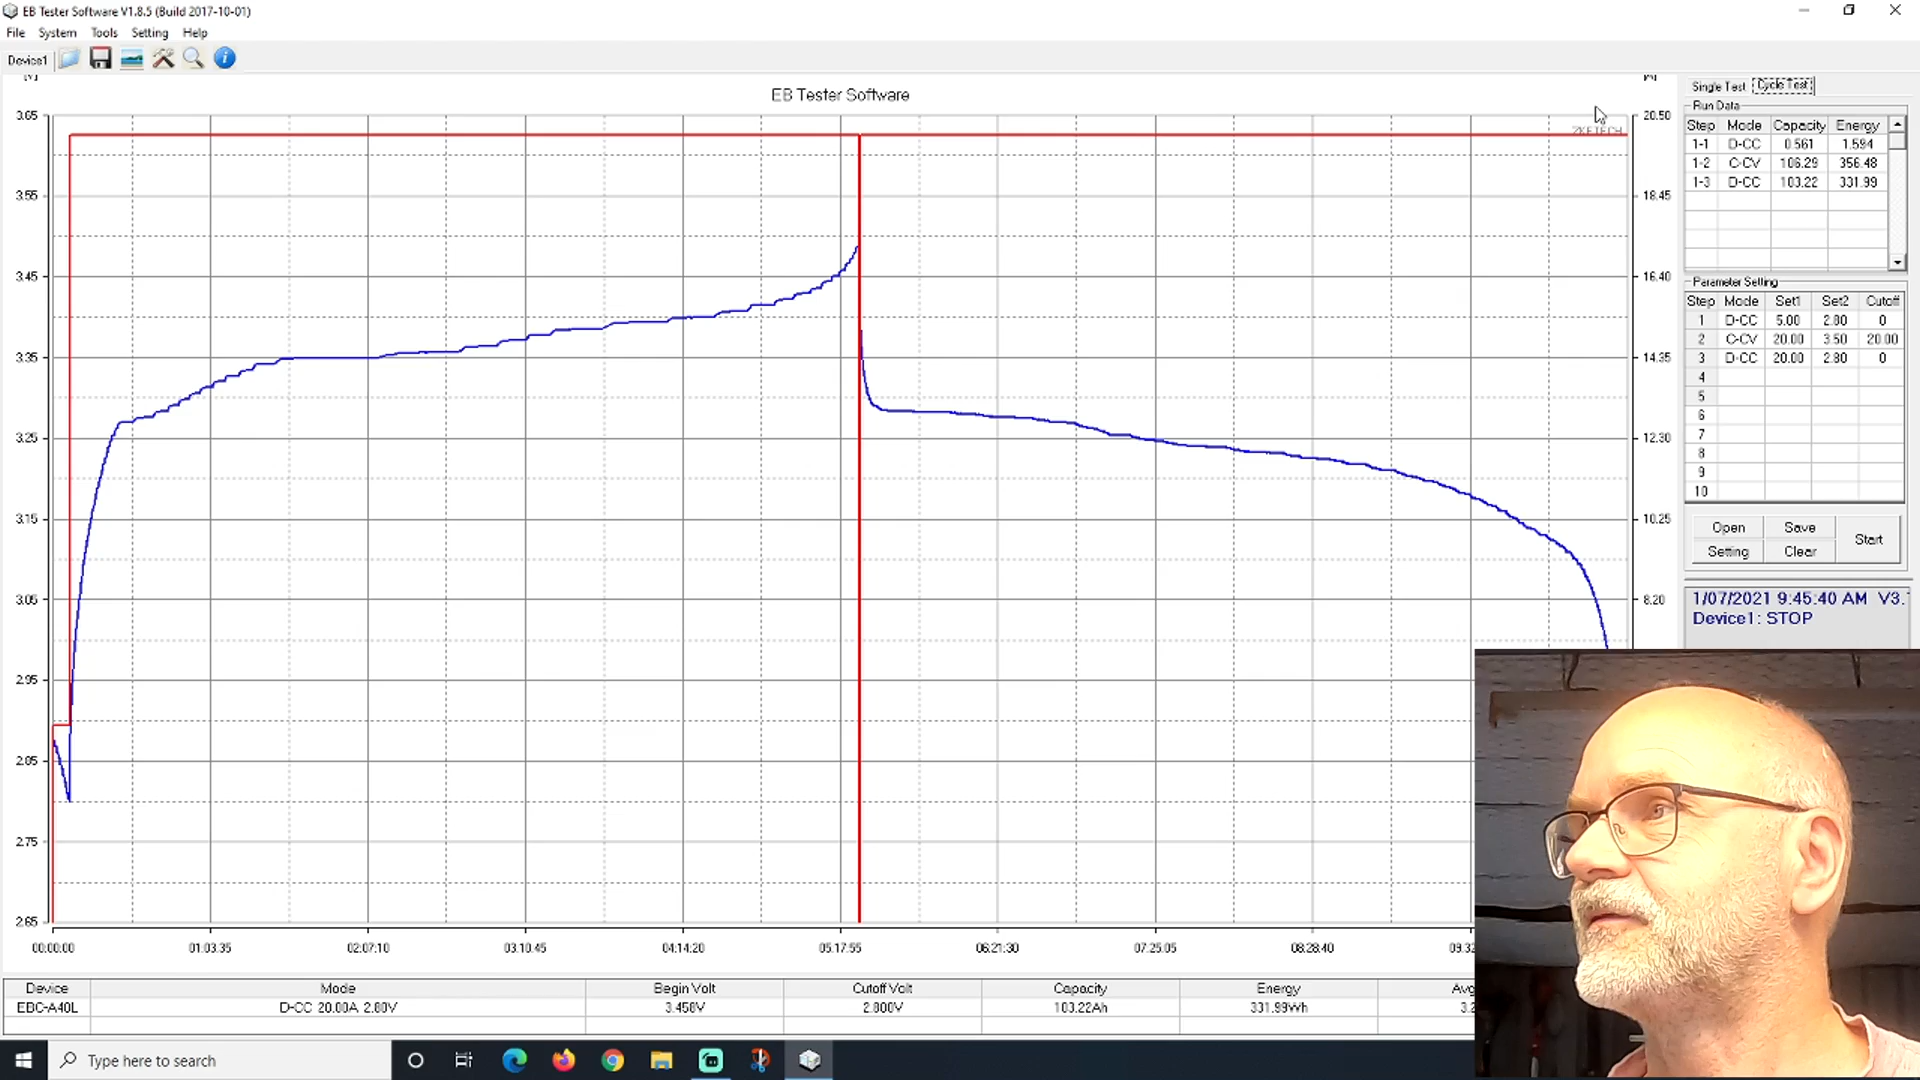 EB Tester Software V1.8.5 (Build 2017-10-01)
File System Tools Setting Help
Device1
EB Tester Software
ZKETECH
3.65
3.55
3.45
3.35
3.25
3.15
3.05
2.95
2.85
2.75
2.65
20.50
18.45
16.40
14.35
12.30
10.25
8.20
00:00:00 01:03:35 02:07:10 03:10:45 04:14:20 05:17:55 06:21:30 07:25:05 08:28:40 09:32
Single Test Cycle Test
Run Data
Step Mode Capacity Energy
1-1 D-CC 0.561 1.594
1-2 C-CV 106.29 356.48
1-3 D-CC 103.22 331.99
Parameter Setting
Step Mode Set1 Set2 Cutoff
1 D-CC 5.00 2.80 0
2 C-CV 20.00 3.50 20.00
3 D-CC 20.00 2.80 0
4
5
6
7
8
9
10
Open Save Start
Setting Clear
1/07/2021 9:45:40 AM V3.
Device1: STOP
Device Mode Begin Volt Cutoff Volt Capacity Energy Avg
EBC-A40L D-CC 20.00A 2.80V 3.458V 2.800V 103.22Ah 331.99Wh 3.2
Type here to search